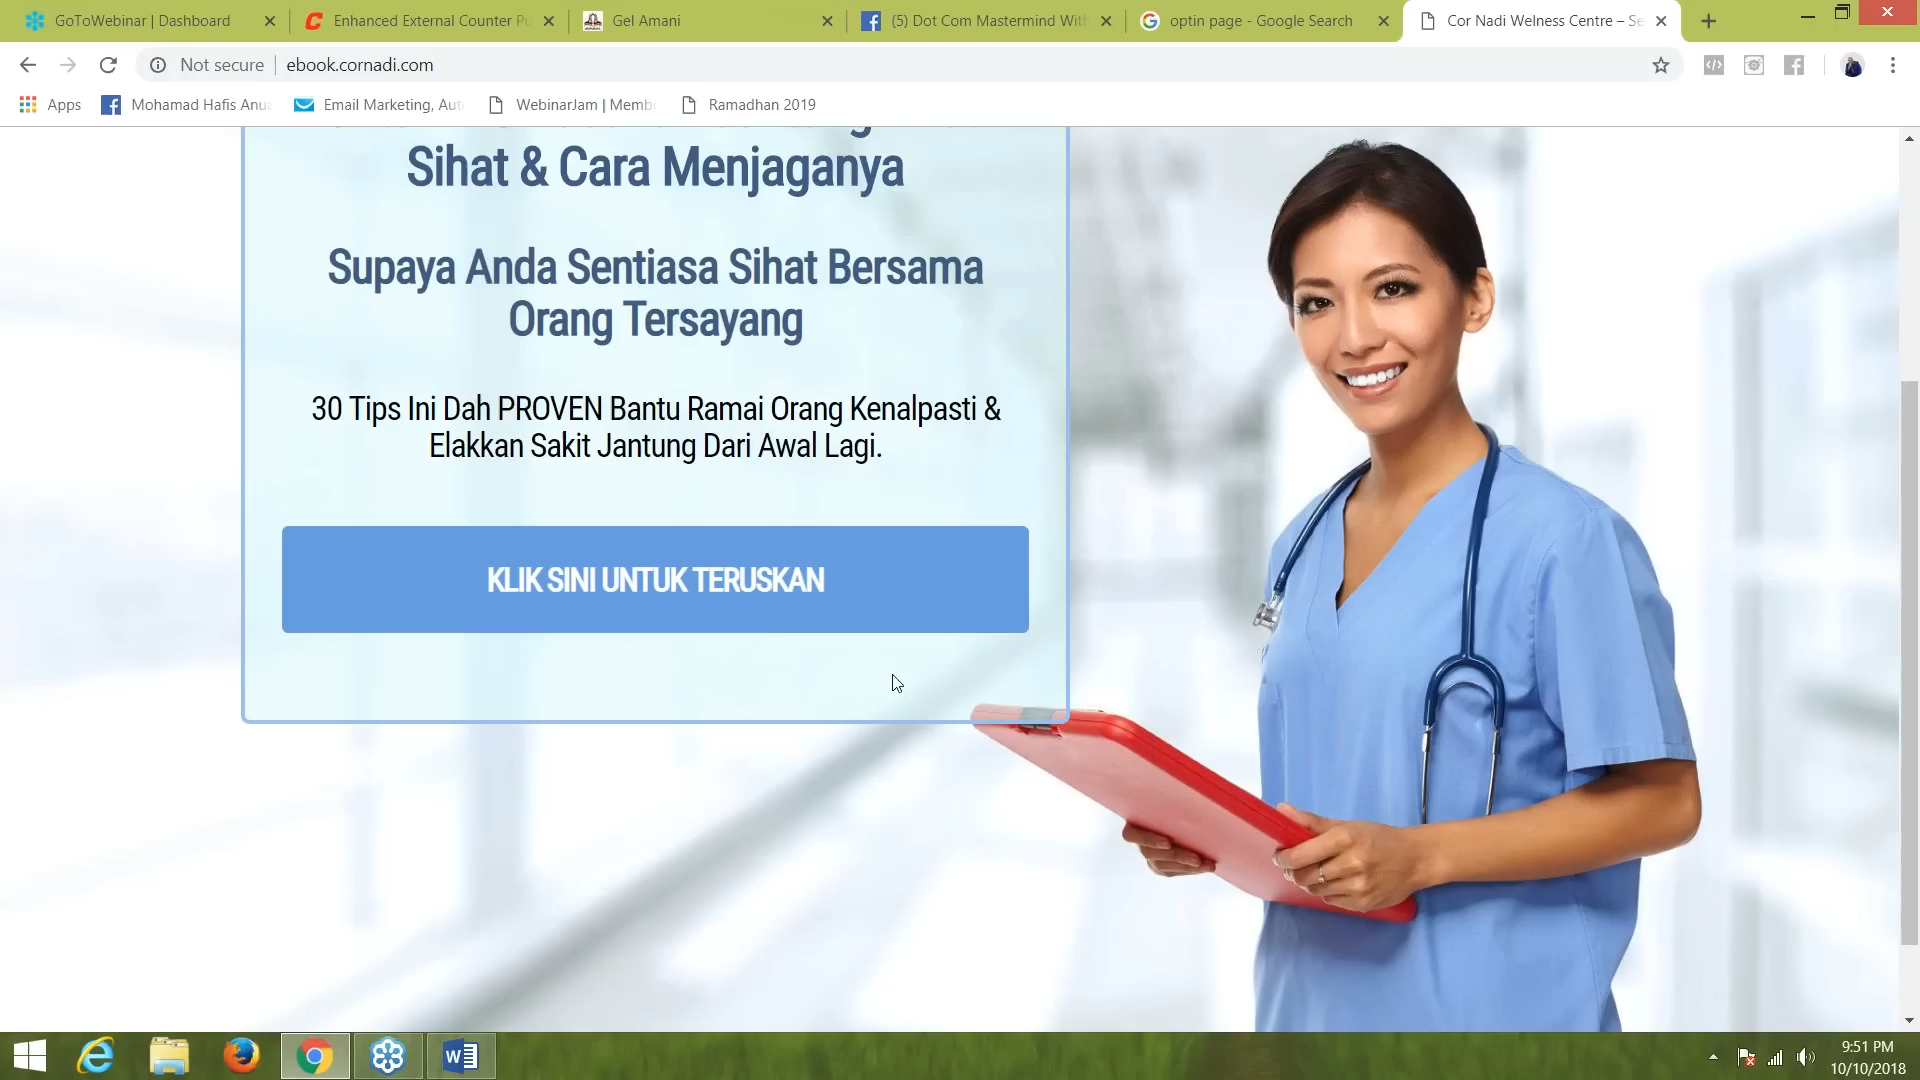 GoToWebinar | Dashboard
Enhanced External Counter Pu
Gel Amani
(5) Dot Com Mastermind With
optin page - Google Search
Cor Nadi Welness Centre – Se
Not secure
ebook.cornadi.com
Apps
Mohamad Hafis Anua
Email Marketing, Aut
WebinarJam | Memb
Ramadhan 2019
Sihat & Cara Menjaganya
Supaya Anda Sentiasa Sihat Bersama
Orang Tersayang
30 Tips Ini Dah PROVEN Bantu Ramai Orang Kenalpasti &
Elakkan Sakit Jantung Dari Awal Lagi.
KLIK SINI UNTUK TERUSKAN
9:51 PM
10/10/2018